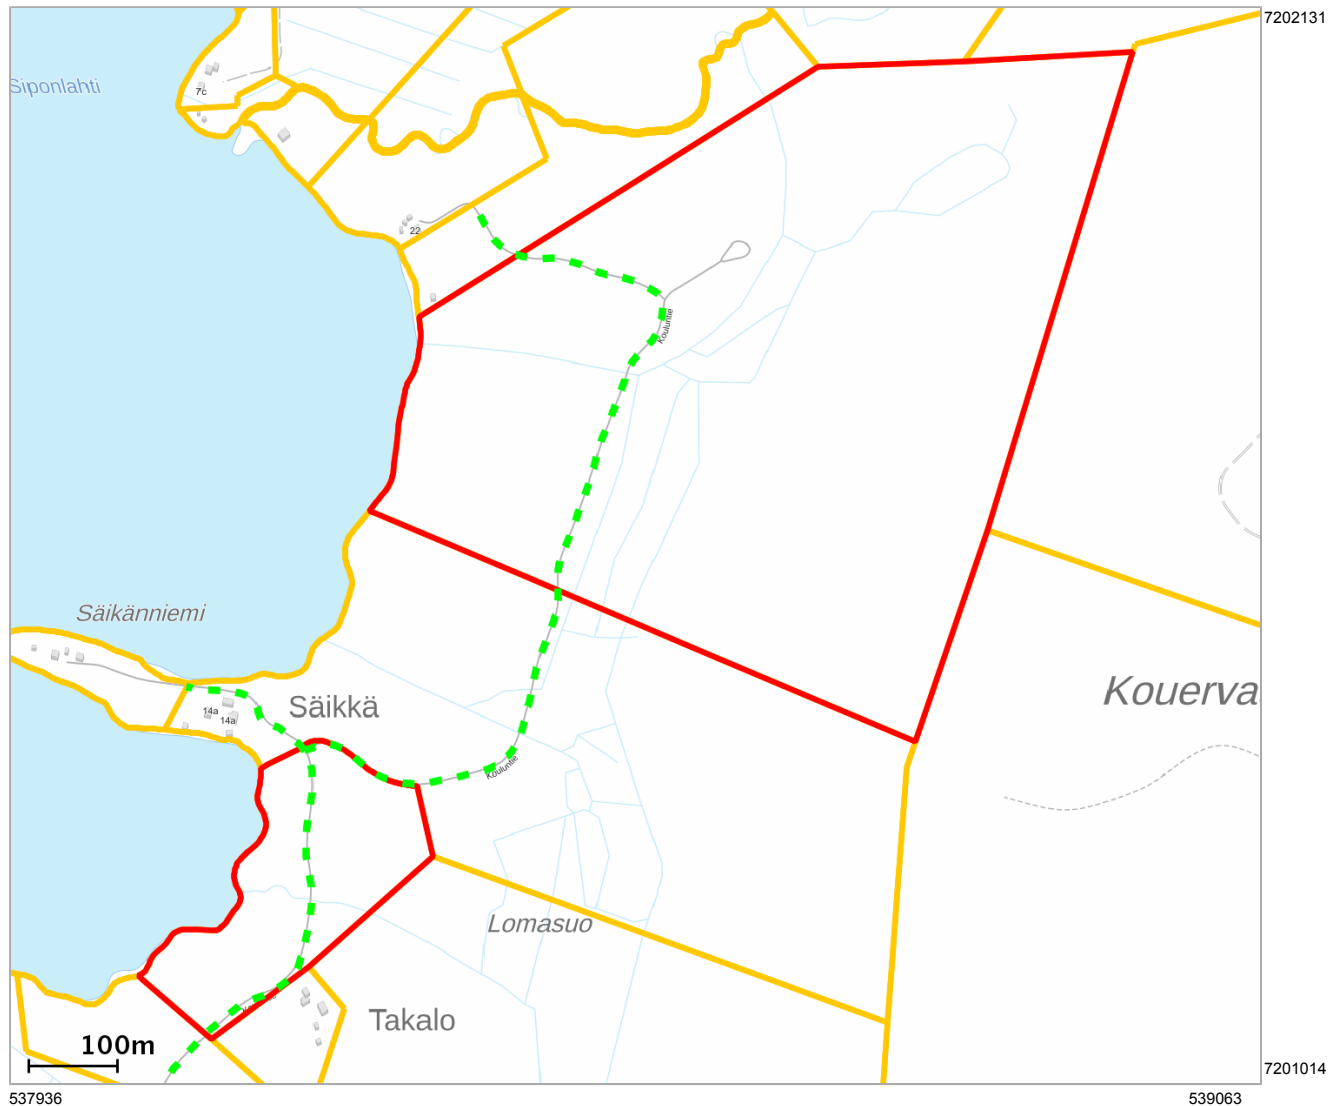 7202131
Siponlahti
7c
22
Kouluntie
Säikänniemi
Kouerva
Säikkä
14a
14a
Kouluntie
Lomasuo
Takalo
100m
7201014
537936
539063